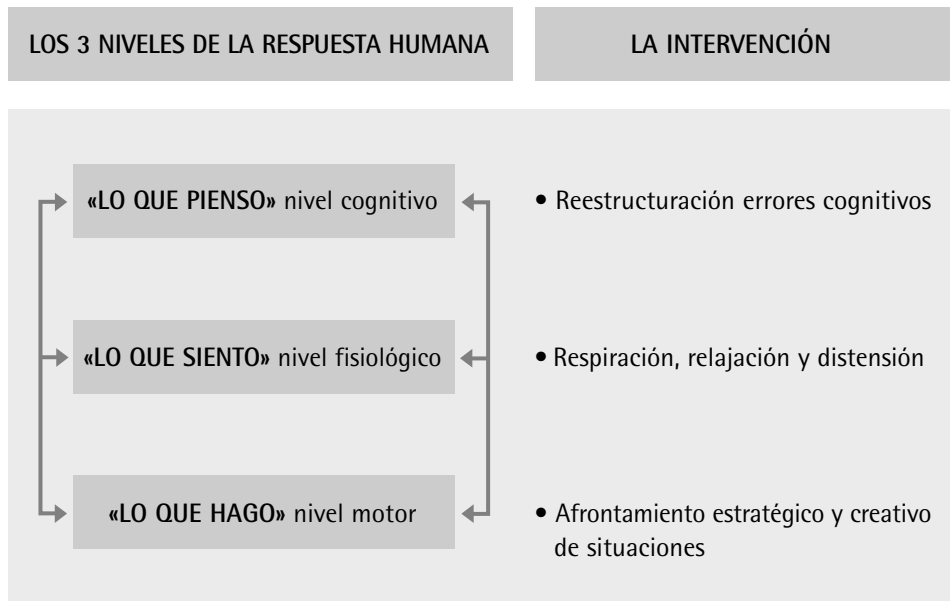 LOS 3 NIVELES DE LA RESPUESTA HUMANA
LA INTERVENCIÓN
«LO QUE PIENSO» nivel cognitivo
• Reestructuración errores cognitivos
«LO QUE SIENTO» nivel fisiológico
• Respiración, relajación y distensión
«LO QUE HAGO» nivel motor
• Afrontamiento estratégico y creativo
de situaciones